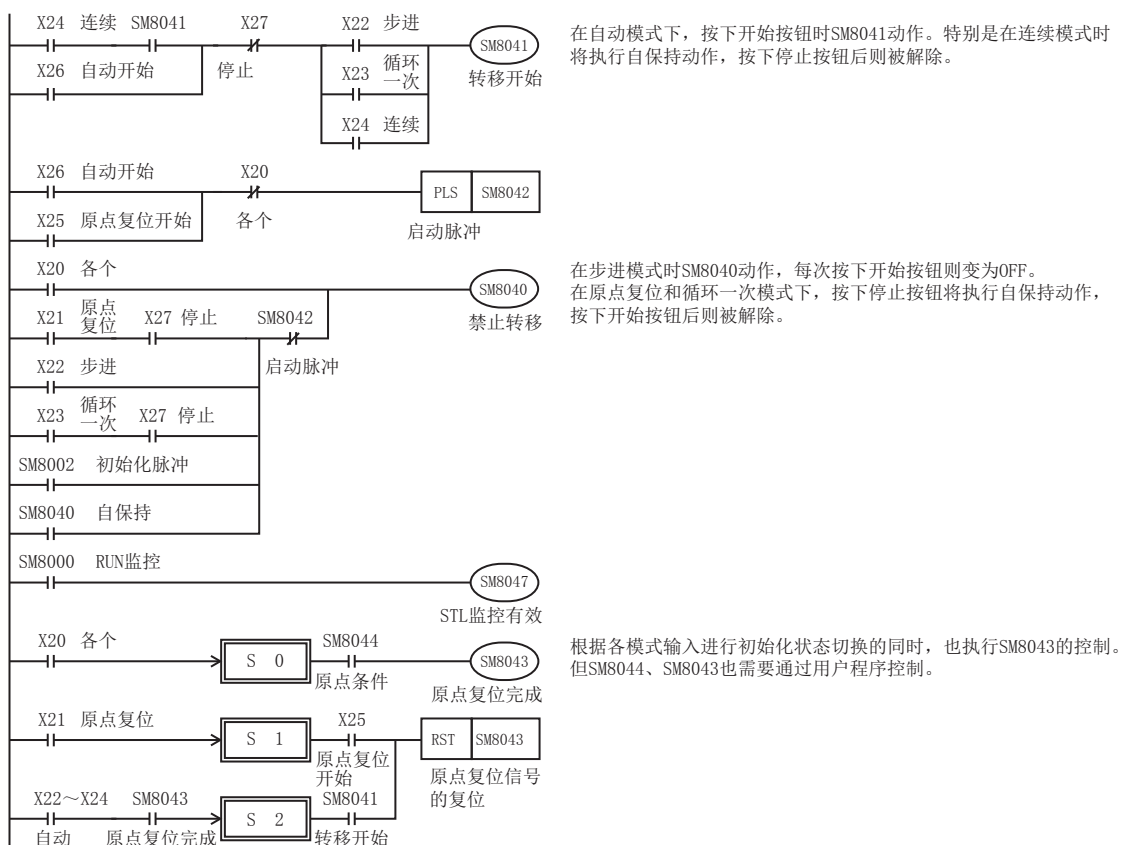 X24 连续 SM8041 X27 X22 步进
SM8041
X26 自动开始 停止 X23 循环一次 转移开始
X24 连续
在自动模式下，按下开始按钮时SM8041动作。特别是在连续模式时
将执行自保持动作，按下停止按钮后则被解除。
X26 自动开始 X20
PLS SM8042
X25 原点复位开始 各个
启动脉冲
X20 各个
SM8040
禁止转移
X21 原点复位 X27 停止 SM8042
启动脉冲
X22 步进
X23 循环一次 X27 停止
SM8002 初始化脉冲
SM8040 自保持
在步进模式时SM8040动作，每次按下开始按钮则变为OFF。
在原点复位和循环一次模式下，按下停止按钮将执行自保持动作，
按下开始按钮后则被解除。
SM8000 RUN监控
SM8047
STL监控有效
X20 各个 SM8044
S 0 SM8043
原点条件 原点复位完成
根据各模式输入进行初始化状态切换的同时，也执行SM8043的控制。
但SM8044、SM8043也需要通过用户程序控制。
X21 原点复位 X25
S 1 RST SM8043
原点复位开始 原点复位信号的复位
X22～X24 SM8043 SM8041
S 2
自动 原点复位完成 转移开始